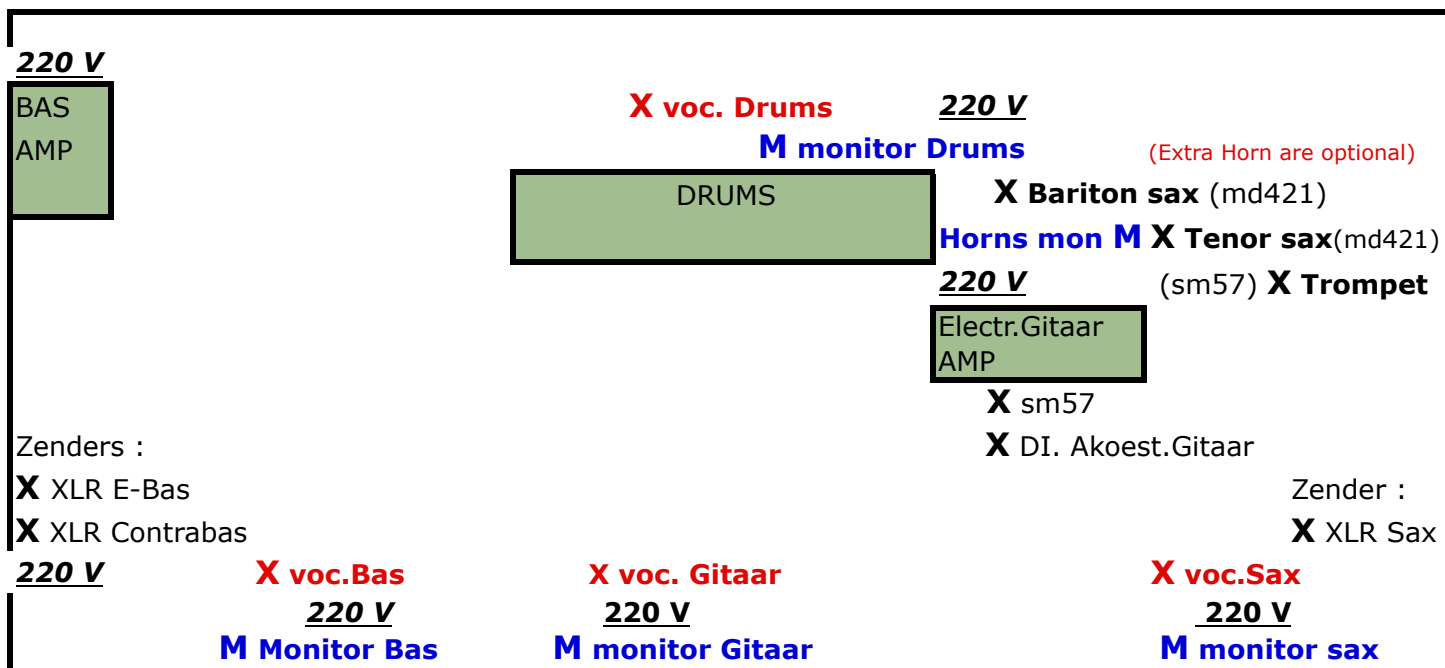 220 V
BAS
AMP
X voc. Drums
220 V
M monitor Drums
(Extra Horn are optional)
DRUMS
X Bariton sax (md421)
Horns mon M X Tenor sax(md421)
220 V
(sm57) X Trompet
Electr.Gitaar
AMP
X sm57
X DI. Akoest.Gitaar
Zenders :
X XLR E-Bas
X XLR Contrabas
Zender :
X XLR Sax
220 V
X voc.Bas
X voc. Gitaar
X voc.Sax
220 V
220 V
220 V
M Monitor Bas
M monitor Gitaar
M monitor sax